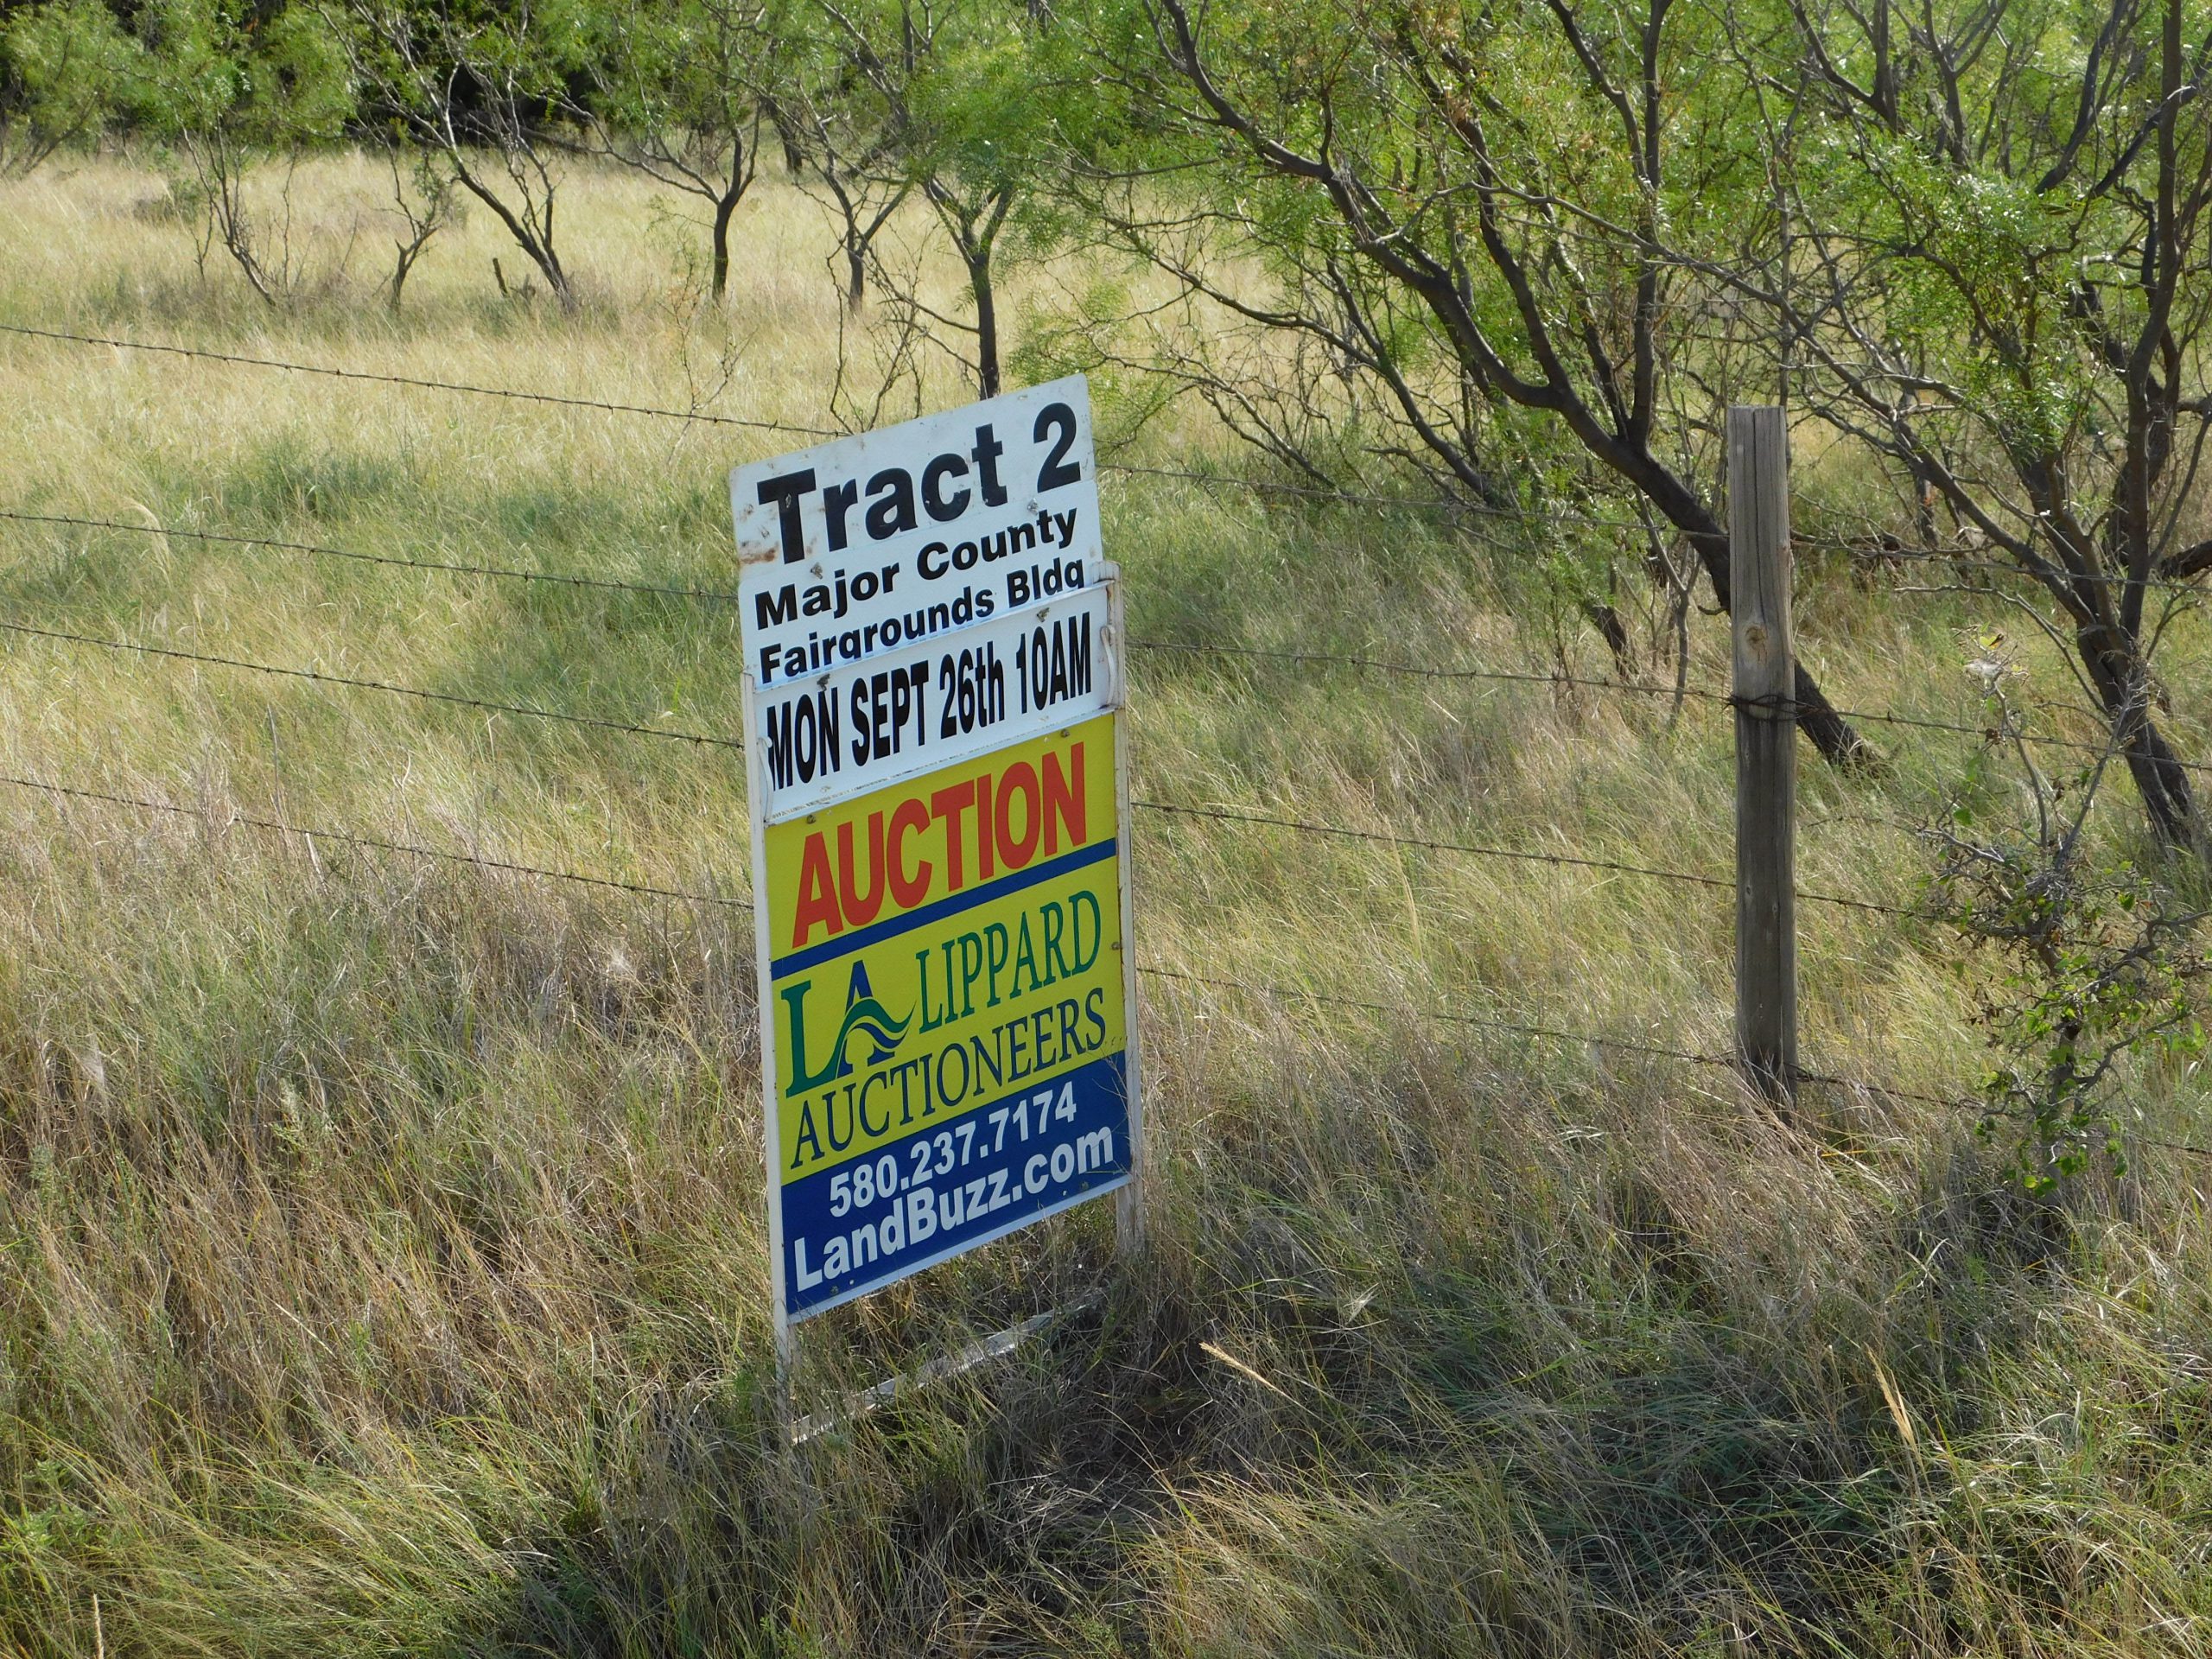 Tract 2
Major County
Fairgrounds Bldg
MON SEPT 26th 10AM
AUCTION
LA LIPPARD
AUCTIONEERS
580.237.7174
LandBuzz.com